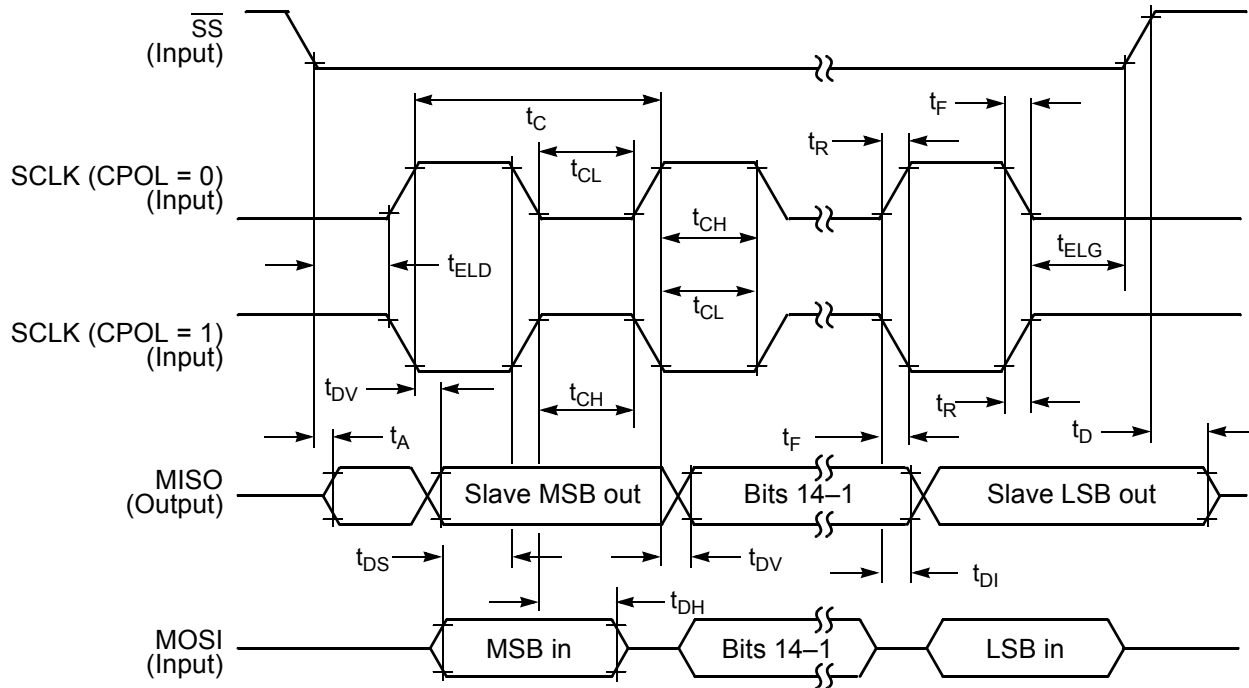 SS
(Input)
t_F
t_C
t_R
SCLK (CPOL = 0)
(Input)
t_CL
t_CH
t_ELD
t_ELG
t_CL
SCLK (CPOL = 1)
(Input)
t_DV
t_CH
t_R
t_A
t_F
t_D
MISO
(Output)
Slave MSB out
Bits 14–1
Slave LSB out
t_DS
t_DV
t_DI
t_DH
MOSI
(Input)
MSB in
Bits 14–1
LSB in